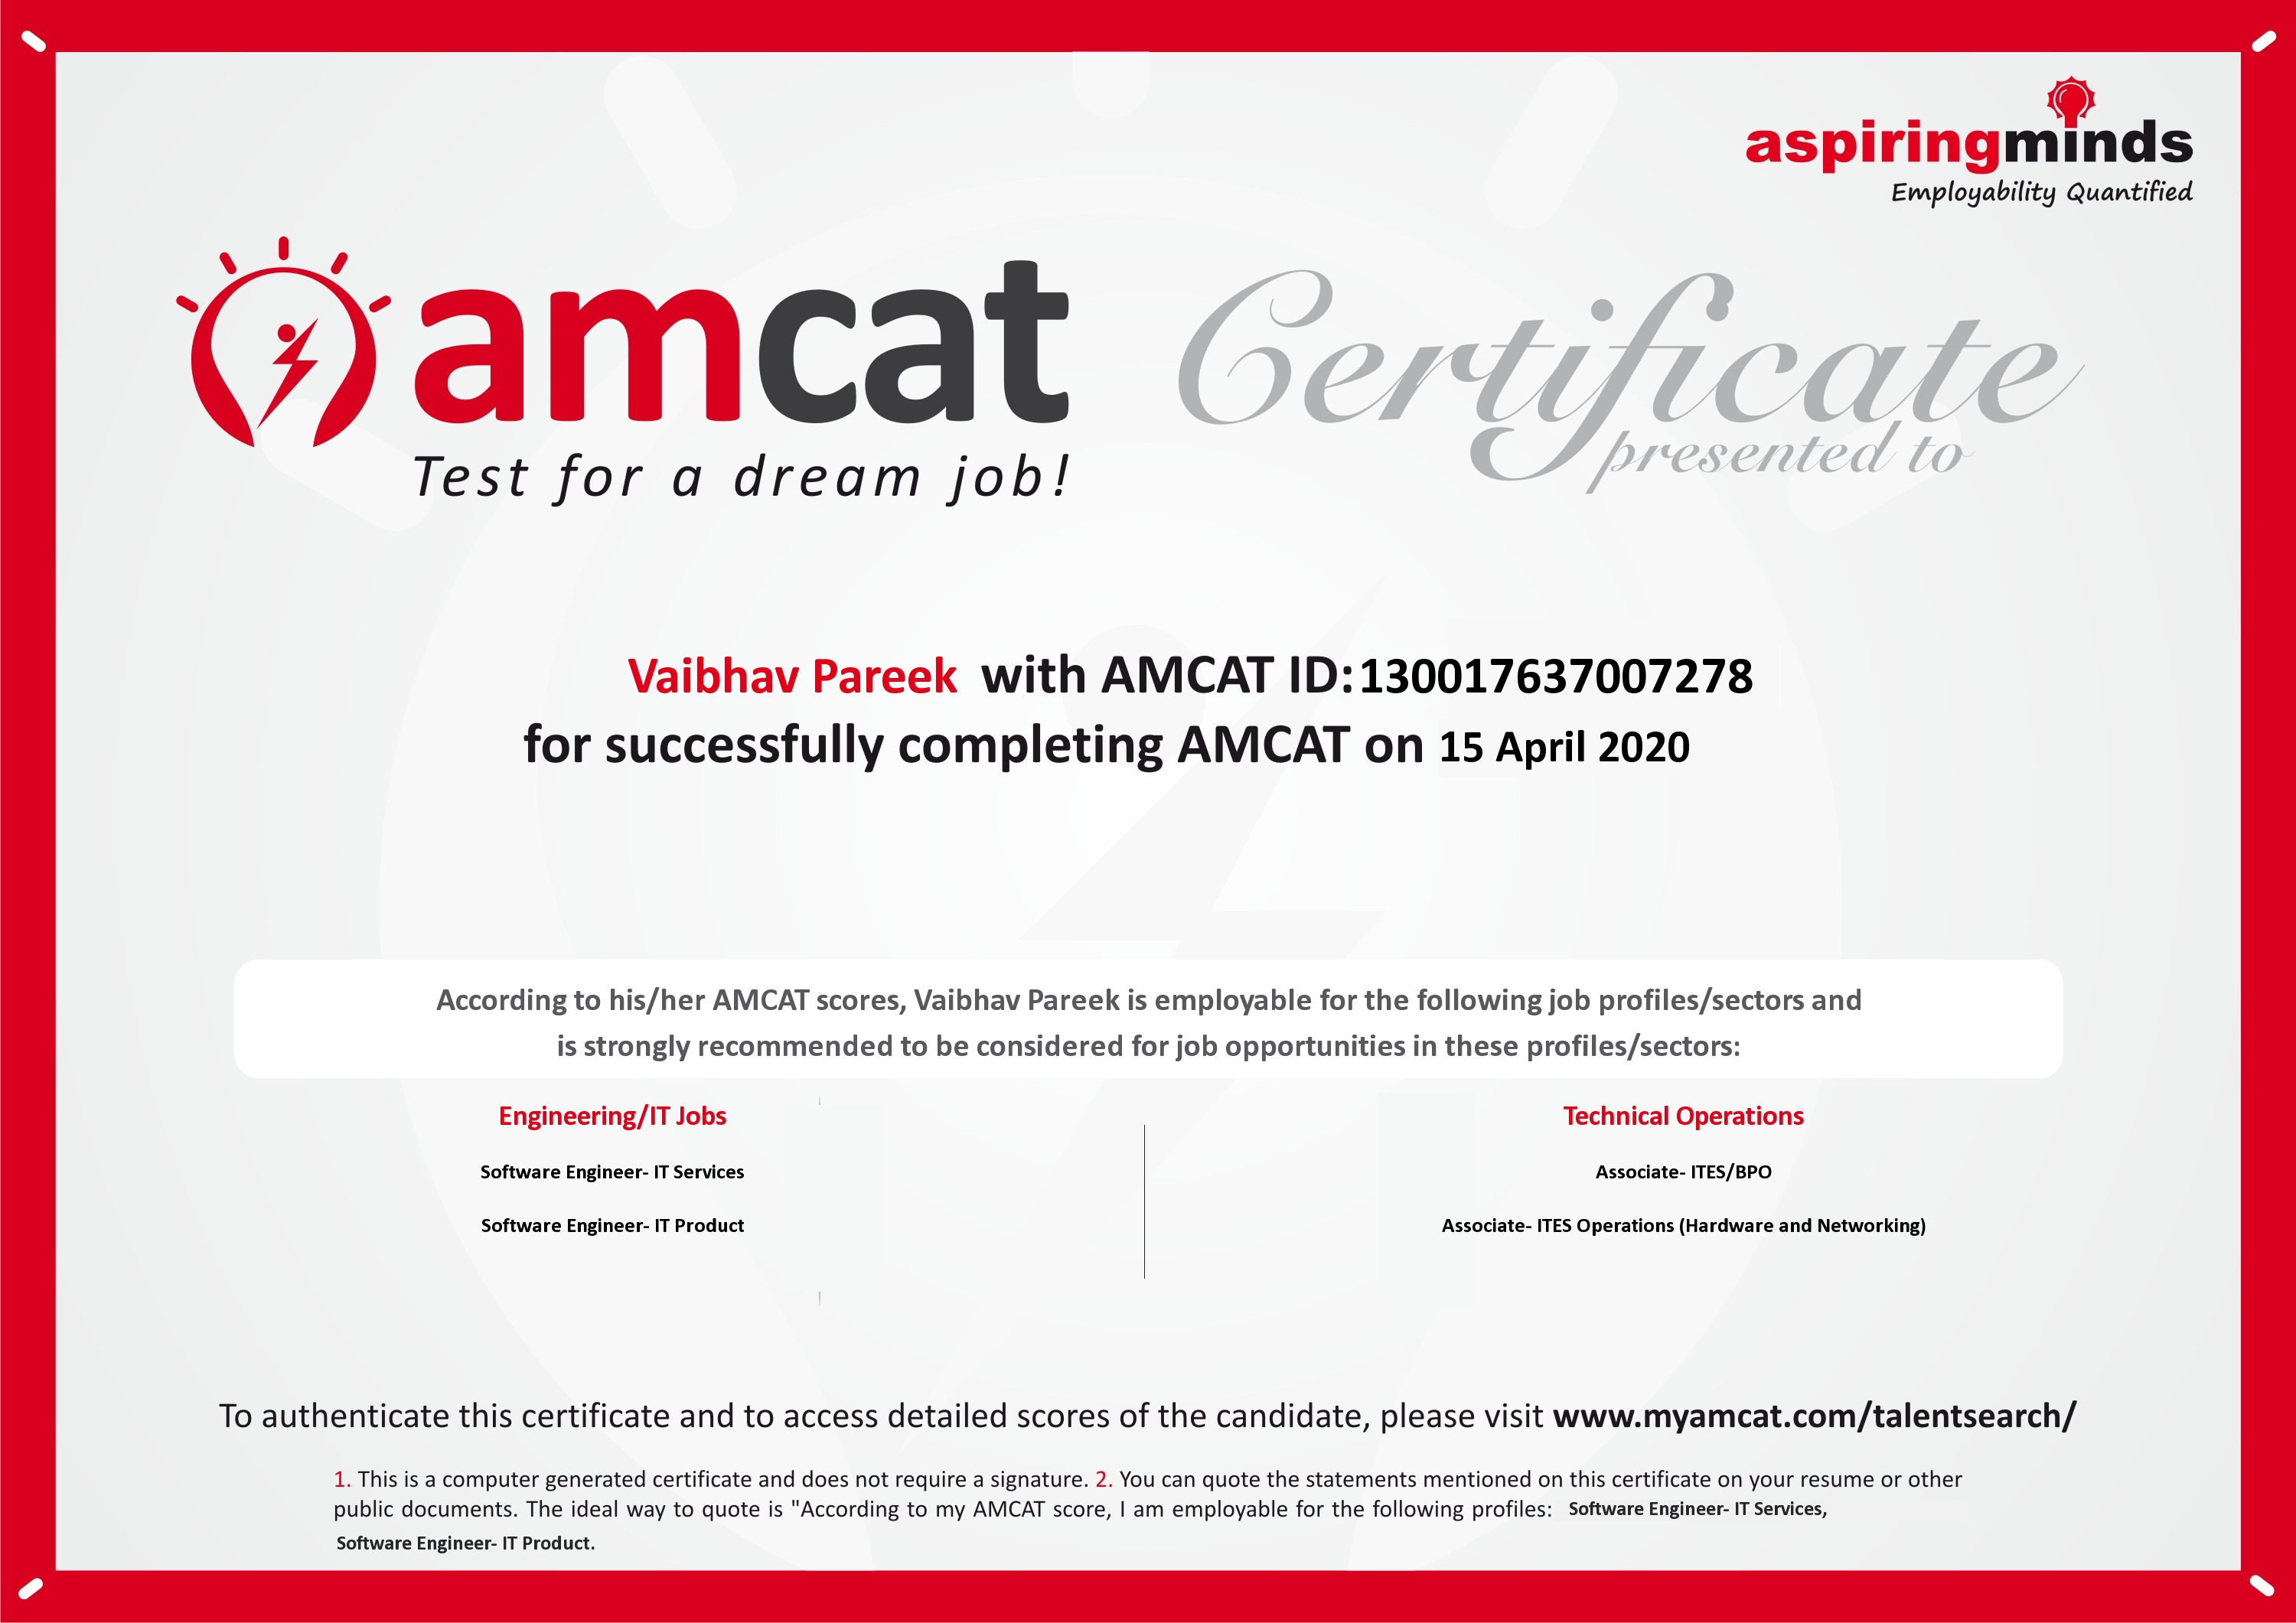 aspiringminds
Employability Quantified
amcat
Test for a dream job!
Certificate
presented to
Vaibhav Pareek with AMCAT ID:130017637007278
for successfully completing AMCAT on 15 April 2020
According to his/her AMCAT scores, Vaibhav Pareek is employable for the following job profiles/sectors and
is strongly recommended to be considered for job opportunities in these profiles/sectors:
Engineering/IT Jobs
Software Engineer- IT Services
Software Engineer- IT Product
Technical Operations
Associate- ITES/BPO
Associate- ITES Operations (Hardware and Networking)
To authenticate this certificate and to access detailed scores of the candidate, please visit www.myamcat.com/talentsearch/
1. This is a computer generated certificate and does not require a signature. 2. You can quote the statements mentioned on this certificate on your resume or other
public documents. The ideal way to quote is "According to my AMCAT score, I am employable for the following profiles: Software Engineer- IT Services,
Software Engineer- IT Product.